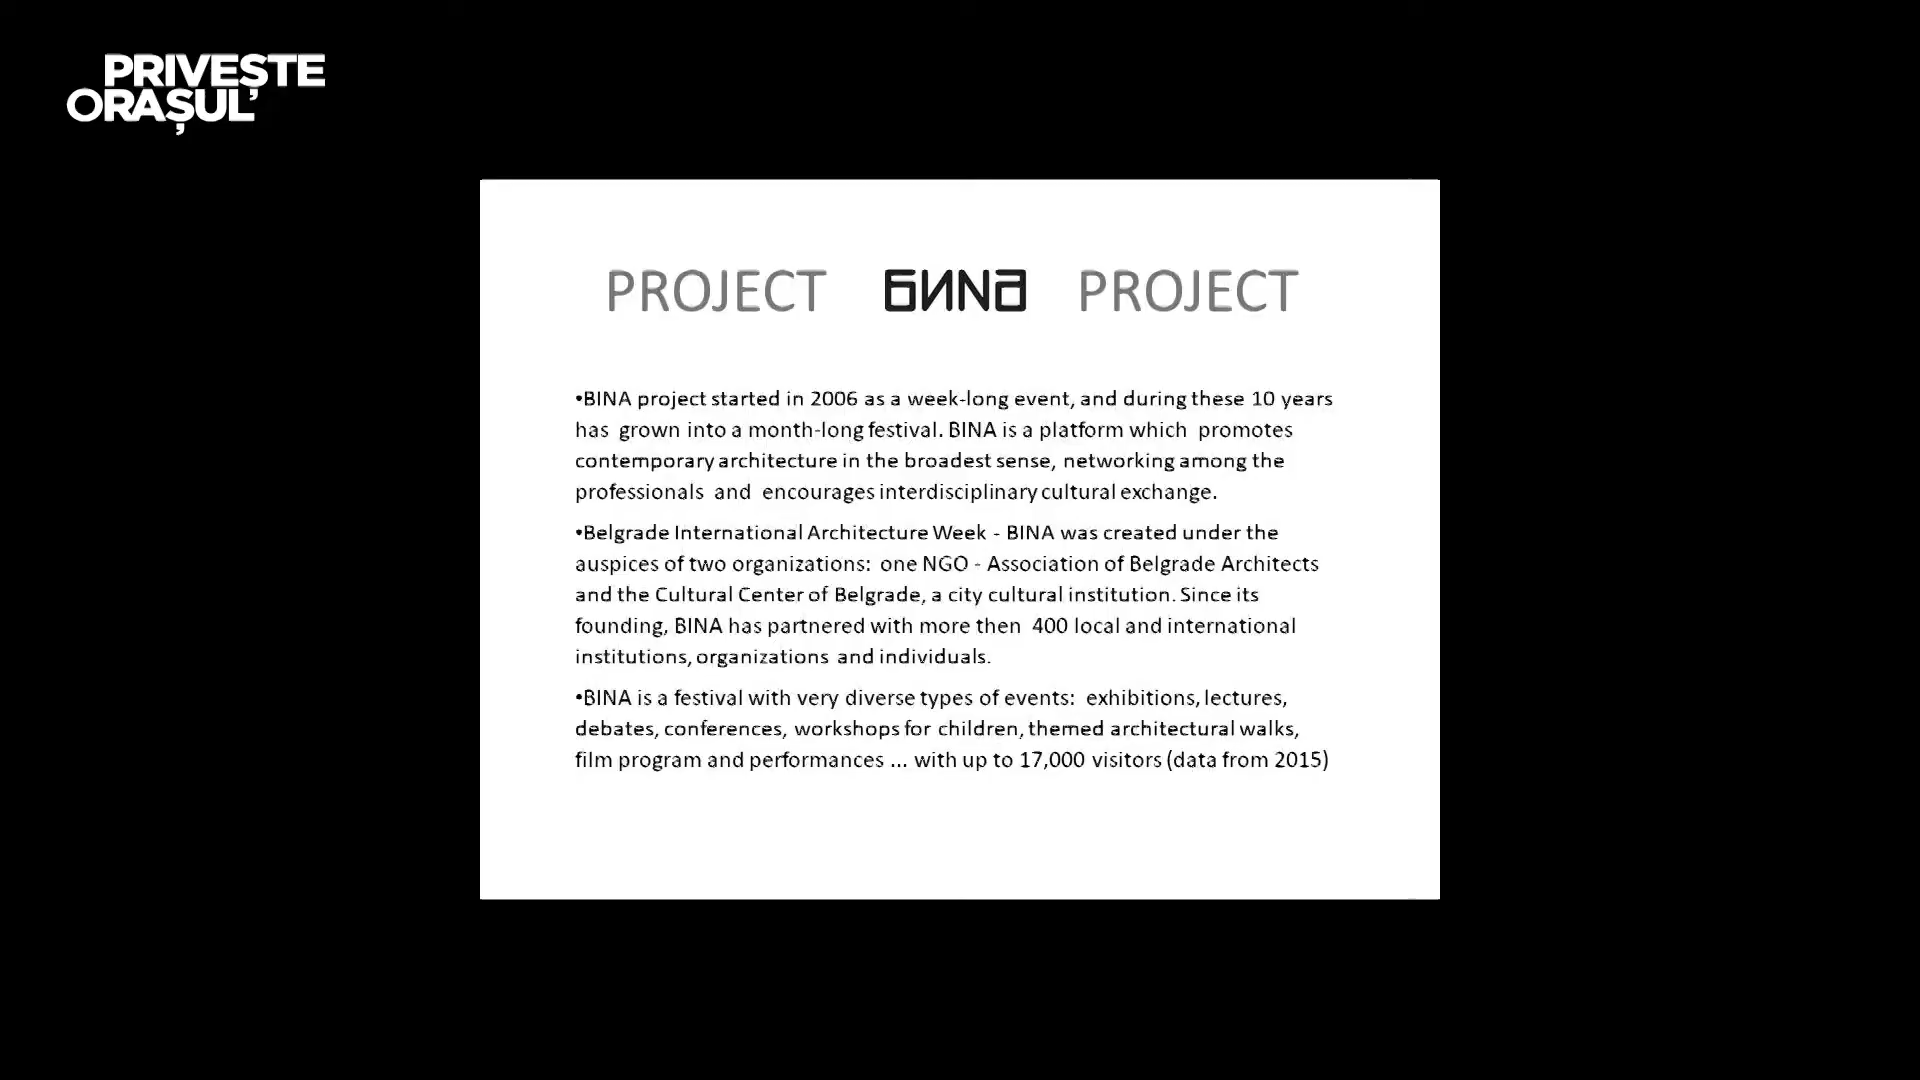 PRIVEȘTE
ORAȘUL
PROJECT БИNA PROJECT
•BINA project started in 2006 as a week-long event, and during these 10 years
has grown into a month-long festival. BINA is a platform which promotes
contemporary architecture in the broadest sense, networking among the
professionals and encourages interdisciplinary cultural exchange.
•Belgrade International Architecture Week - BINA was created under the
auspices of two organizations: one NGO - Association of Belgrade Architects
and the Cultural Center of Belgrade, a city cultural institution. Since its
founding, BINA has partnered with more then 400 local and international
institutions, organizations and individuals.
•BINA is a festival with very diverse types of events: exhibitions, lectures,
debates, conferences, workshops for children, themed architectural walks,
film program and performances ... with up to 17,000 visitors (data from 2015)